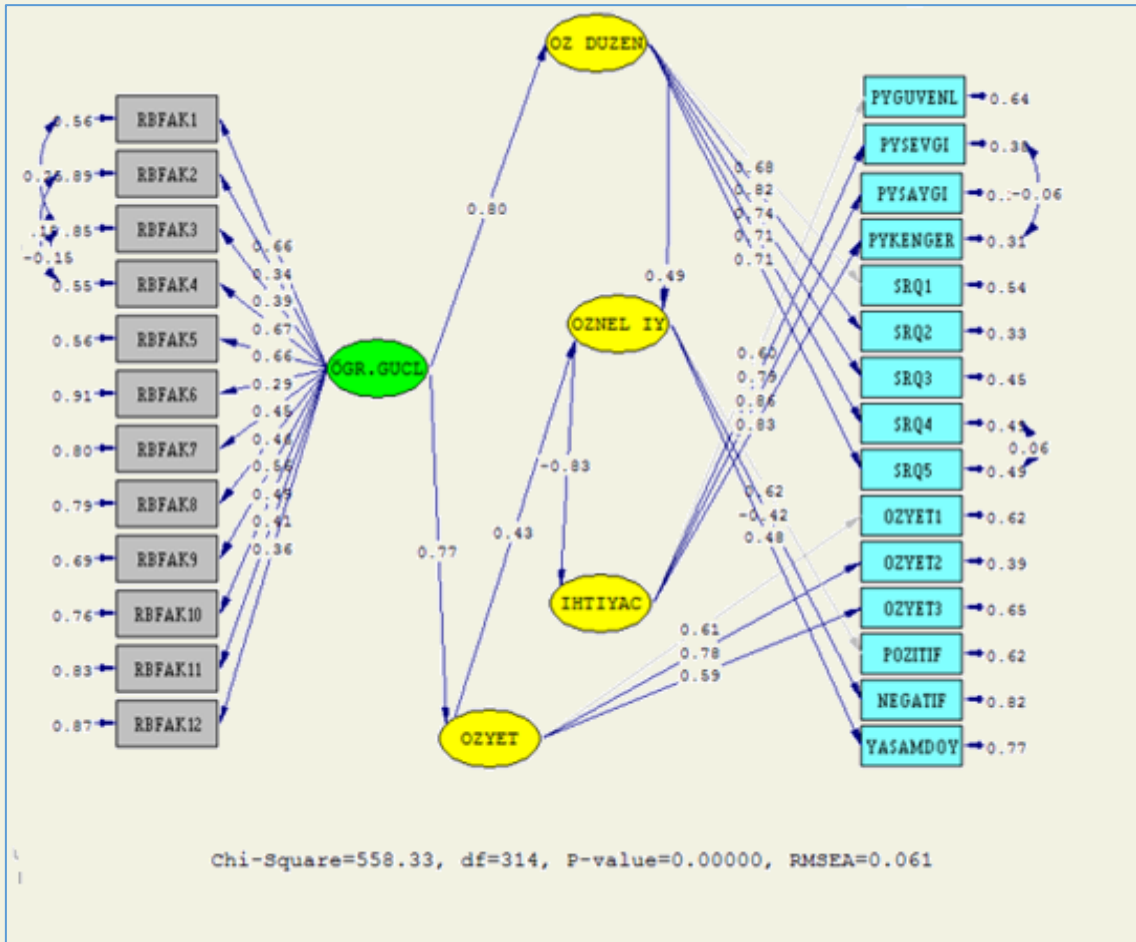 OZ DUZEN
RBFAK1
RBFAK2
RBFAK3
RBFAK4
RBFAK5
RBFAK6
RBFAK7
RBFAK8
RBFAK9
RBFAK10
RBFAK11
RBFAK12
0.56
0.55
0.56
0.91
0.80
0.79
0.69
0.76
0.83
0.87
-0.15
0.66
0.34
0.39
0.67
0.66
0.29
0.45
0.56
0.49
0.41
0.36
ÖGR.GUCL
0.80
0.77
0.49
OZNEL IY
-0.83
0.43
IHTIYAC
OZYET
0.68
0.82
0.74
0.71
0.71
0.60
0.79
0.86
0.83
0.62
-0.42
0.48
0.61
0.78
0.59
PYGUVENL 0.64
PYSEVGI 0.38
PYSAYGI
-0.06
PYKENGER 0.31
SRQ1 0.54
SRQ2 0.33
SRQ3 0.45
SRQ4
0.06
SRQ5 0.49
OZYET1 0.62
OZYET2 0.39
OZYET3 0.65
POZITIF 0.62
NEGATIF 0.82
YASAMDOY 0.77
Chi-Square=558.33, df=314, P-value=0.00000, RMSEA=0.061